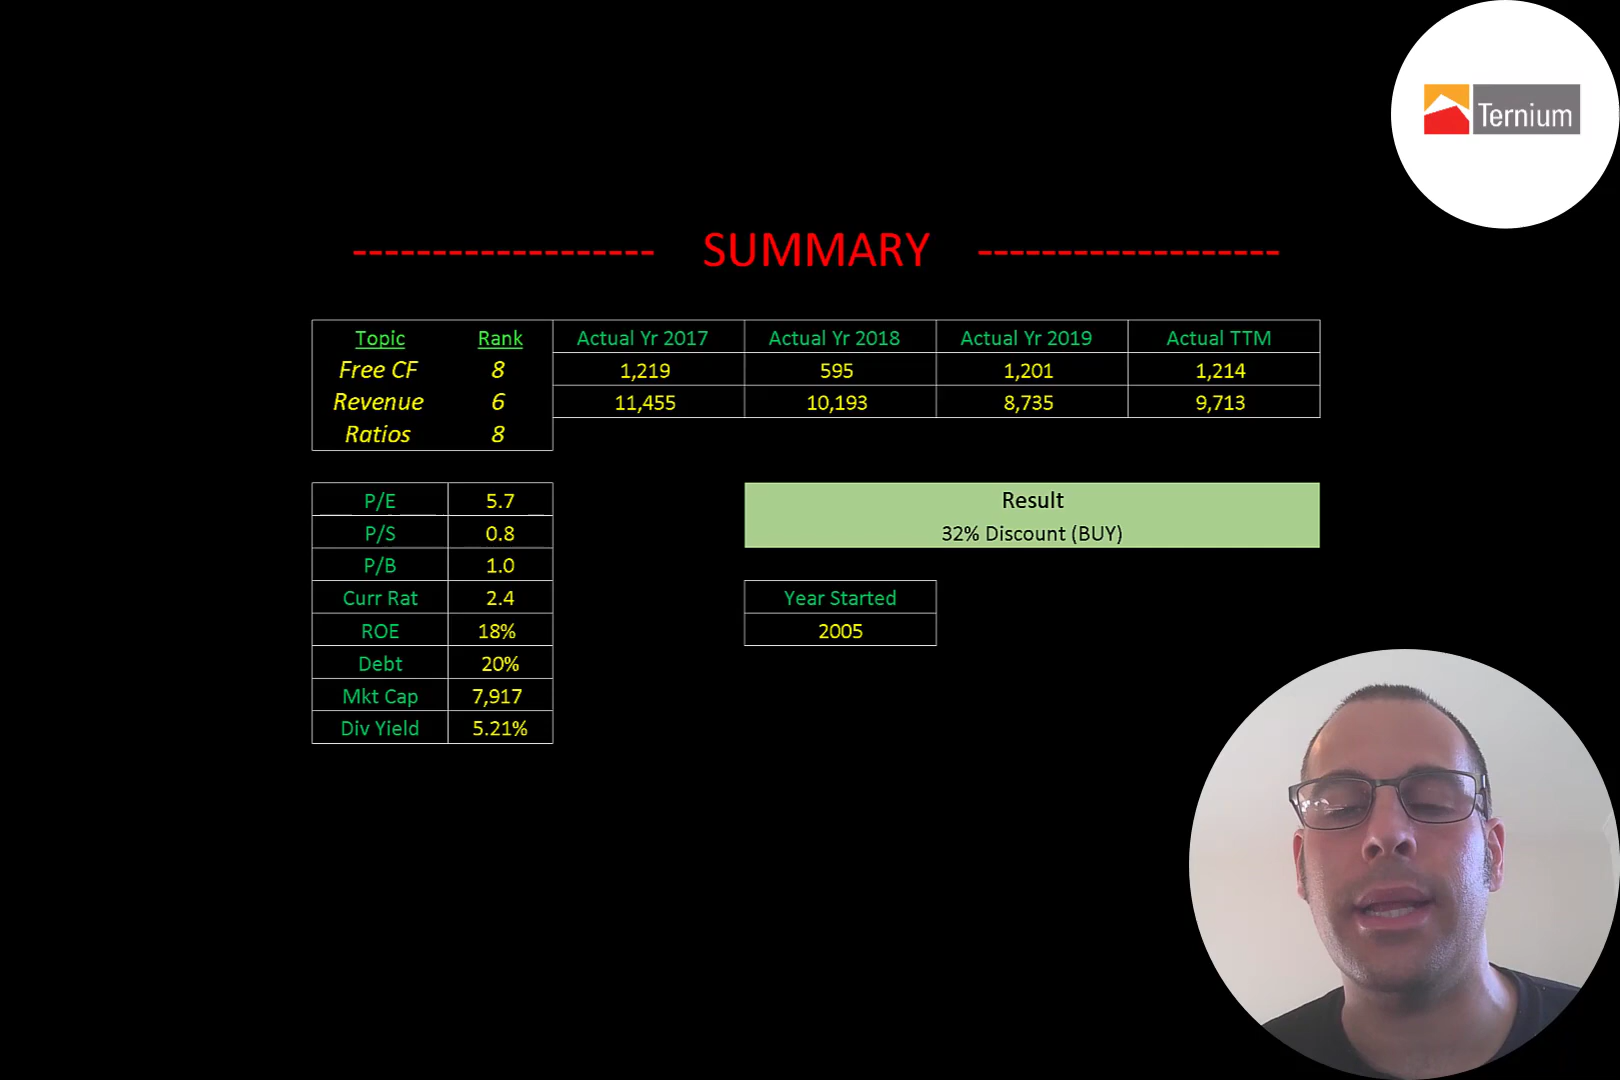 Ternium
------------------- SUMMARY -------------------
Topic Rank Actual Yr 2017 Actual Yr 2018 Actual Yr 2019 Actual TTM
Free CF 8 1,219 595 1,201 1,214
Revenue 6 11,455 10,193 8,735 9,713
Ratios 8
P/E 5.7 Result
P/S 0.8 32% Discount (BUY)
P/B 1.0
Curr Rat 2.4 Year Started
ROE 18% 2005
Debt 20%
Mkt Cap 7,917
Div Yield 5.21%